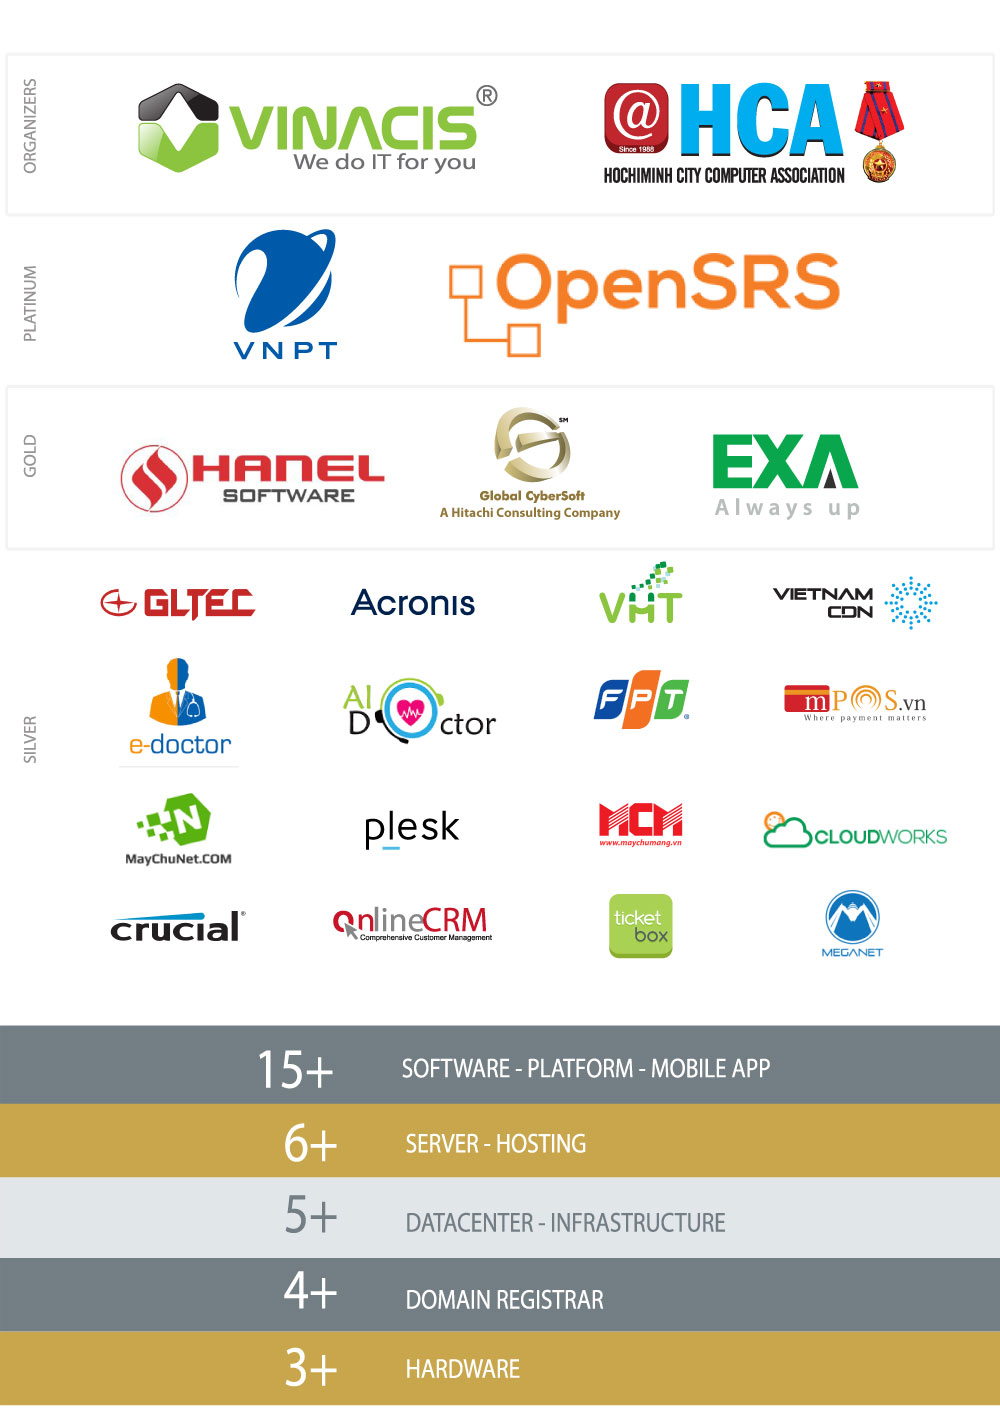 ORGANIZERS
VINACIS®
We do IT for you
@
Since 1988
HCA
HOCHIMINH CITY COMPUTER ASSOCIATION
PLATINUM
VNPT
OpenSRS
GOLD
HANEL
SOFTWARE
SM
Global CyberSoft
A Hitachi Consulting Company
EXA
Always up
SILVER
GLTEC
Acronis
VHT
VIETNAM
CDN
e-doctor
AI
Doctor
FPT®
mPOS.vn
Where payment matters
N
MayChuNet.COM
plesk
MCM
www.maychumang.vn
CLOUDWORKS
crucial®
OnlineCRM
Comprehensive Customer Management
ticket
box
MEGANET
15+ SOFTWARE - PLATFORM - MOBILE APP
6+ SERVER - HOSTING
5+ DATACENTER - INFRASTRUCTURE
4+ DOMAIN REGISTRAR
3+ HARDWARE